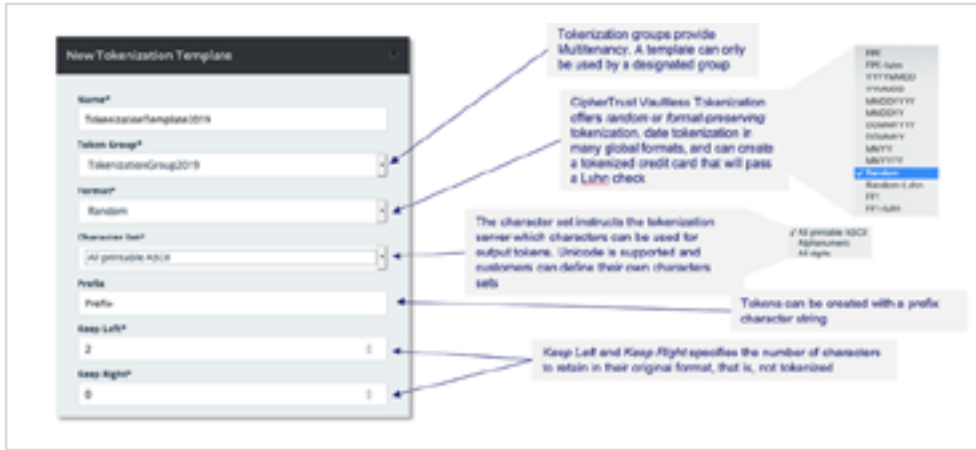 New Tokenization Template
Name*
TokenizationTemplate2019
Token Group*
TokenizationGroup2019
Format*
Random
Character Set*
All printable ASCII
Prefix
Prefix
Keep Left*
2
Keep Right*
0
Tokenization groups provide
Multitenancy. A template can only
be used by a designated group
CipherTrust Vaultless Tokenization
offers random or format-preserving
tokenization, date tokenization in
many global formats, and can create
a tokenized credit card that will pass
a Luhn check
The character set instructs the tokenization
server which characters can be used for
output tokens. Unicode is supported and
customers can define their own characters
sets
Tokens can be created with a prefix
character string
Keep Left and Keep Right specifies the number of characters
to retain in their original format, that is, not tokenized
FPE
FPE-luhn
YYYYMMDD
YYMMDD
MMDDYYYY
MMDDYY
DDMMYYYY
DDMMYY
MMYY
MMYYYY
✓ Random
Random-Luhn
FF1
FF1-luhn
✓ All printable ASCII
Alphanumeric
All digits